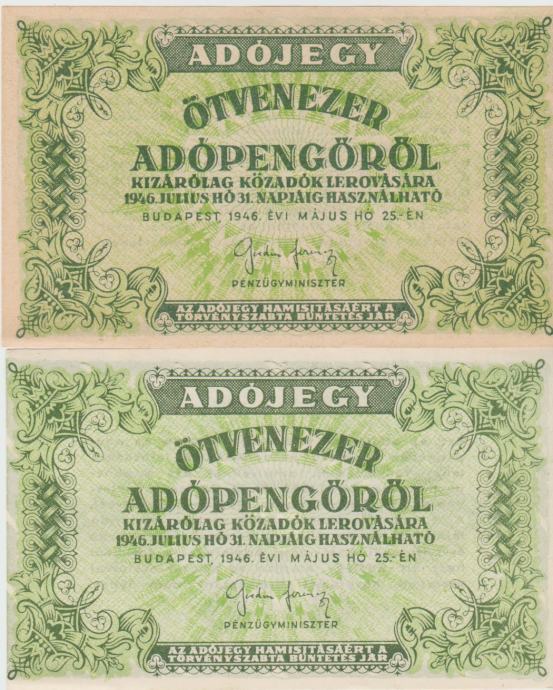 ADÓJEGY
ÖTVENEZER
ADÓPENGŐRŐL
KIZÁRÓLAG KÖZADÓK LEROVÁSÁRA
1946. JULIUS HÓ 31. NAPJÁIG HASZNÁLHATÓ
BUDAPEST, 1946. ÉVI MÁJUS HÓ 25.-ÉN
PÉNZÜGYMINISZTER
AZ ADÓJEGY HAMISITÁSÁÉRT A
TÖRVÉNYSZABTA BÜNTETÉS JÁR
ADÓJEGY
ÖTVENEZER
ADÓPENGŐRŐL
KIZÁRÓLAG KÖZADÓK LEROVÁSÁRA
1946. JULIUS HÓ 31. NAPJÁIG HASZNÁLHATÓ
BUDAPEST, 1946. ÉVI MÁJUS HÓ 25.-ÉN
PÉNZÜGYMINISZTER
AZ ADÓJEGY HAMISITÁSÁÉRT A
TÖRVÉNYSZABTA BÜNTETÉS JÁR